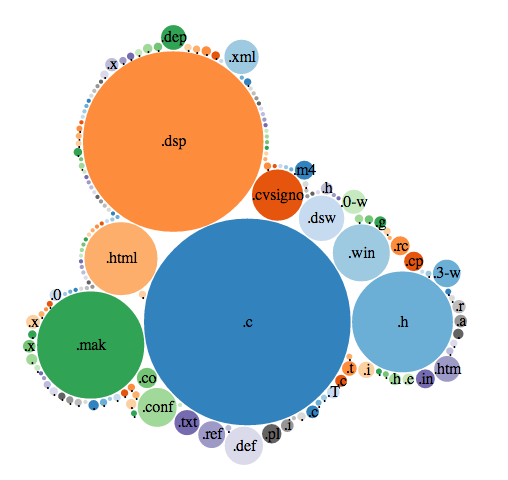 .dep
.x
.xml
.dsp
.m4
.cvsigno
.h
.0-w
.dsw
.g
.rc
.win
.cp
.html
.3-w
.0
.r
.x
.c
.h
.a
.mak
.x
.t
.i
.htm
.co
.c
.h
.c
.in
.T
.conf
.c
.txt
.i
.ref
.pl
.def